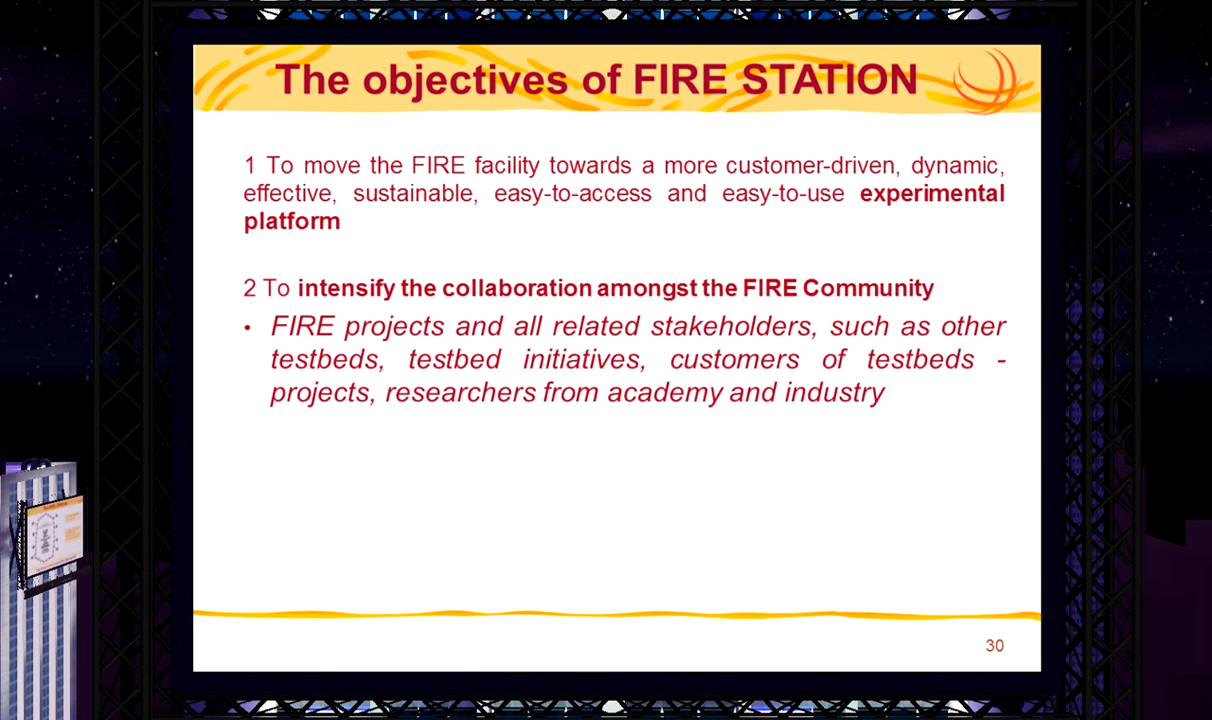 The objectives of FIRE STATION
1 To move the FIRE facility towards a more customer-driven, dynamic,
effective, sustainable, easy-to-access and easy-to-use experimental
platform
2 To intensify the collaboration amongst the FIRE Community
• FIRE projects and all related stakeholders, such as other
testbeds, testbed initiatives, customers of testbeds -
projects, researchers from academy and industry
30